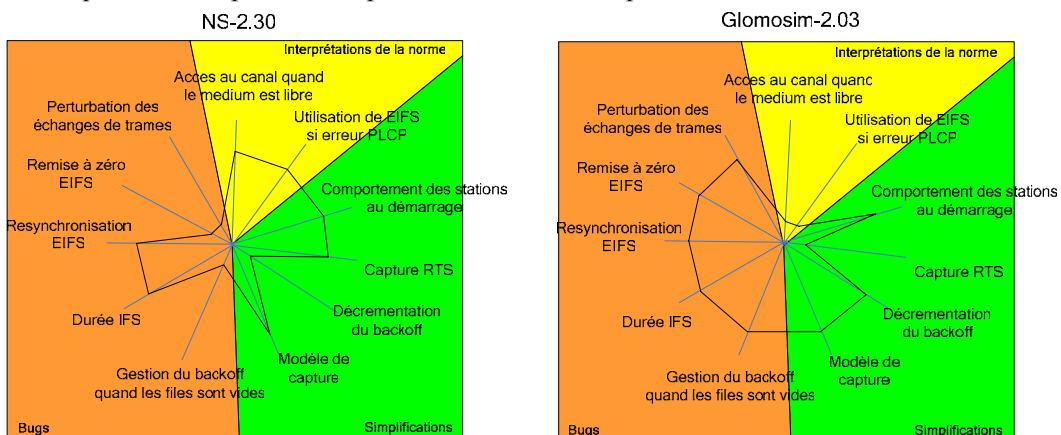 NS-2.30
Interprétations de la norme
Acces au canal quand
le medium est libre
Perturbation des
échanges de trames
Utilisation de EIFS
si erreur PLCP
Remise à zéro
EIFS
Comportement des stations
au démarrage
Resynchronisation
EIFS
Capture RTS
Durée IFS
Décrementation
du backoff
Modèle de
capture
Gestion du backoff
quand les files sont vides
Bugs
Simplifications
Glomosim-2.03
Interprétations de la norme
Acces au canal quand
le medium est libre
Perturbation des
échanges de trames
Utilisation de EIFS
si erreur PLCP
Remise à zéro
EIFS
Comportement des stations
au démarrage
Resynchronisation
EIFS
Capture RTS
Durée IFS
Décrementation
du backoff
Modèle de
capture
Gestion du backoff
quand les files sont vides
Bugs
Simplifications